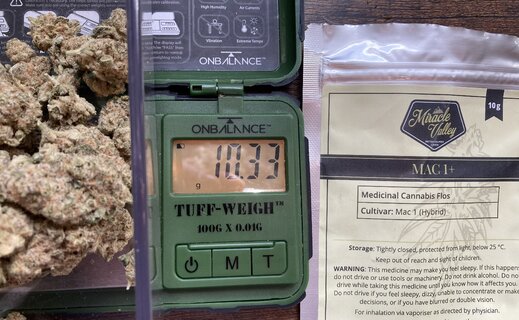 High Humidity
Air Currents
Vibration
Extreme Temps
ONBALANCE™
ONBALANCE™
10.33
g
TUFF-WEIGH™
100G X 0.01G
M
T
10g
Miracle
Valley
MAC 1+
Medicinal Cannabis Flos
Cultivar: Mac 1 (Hybrid)
Storage: Tightly closed, protected from light, below 25 °C.
Keep out of reach and sight of children.
WARNING: This medicine may make you feel sleepy. If this happens,
do not drive or use tools or machinery. Do not drink alcohol. Do not
drive while taking this medicine until you know how it affects you.
Do not drive if you feel sleepy, dizzy, unable to concentrate or make
decisions, or if you have blurred or double vision.
For inhalation via vaporiser as directed by physician.